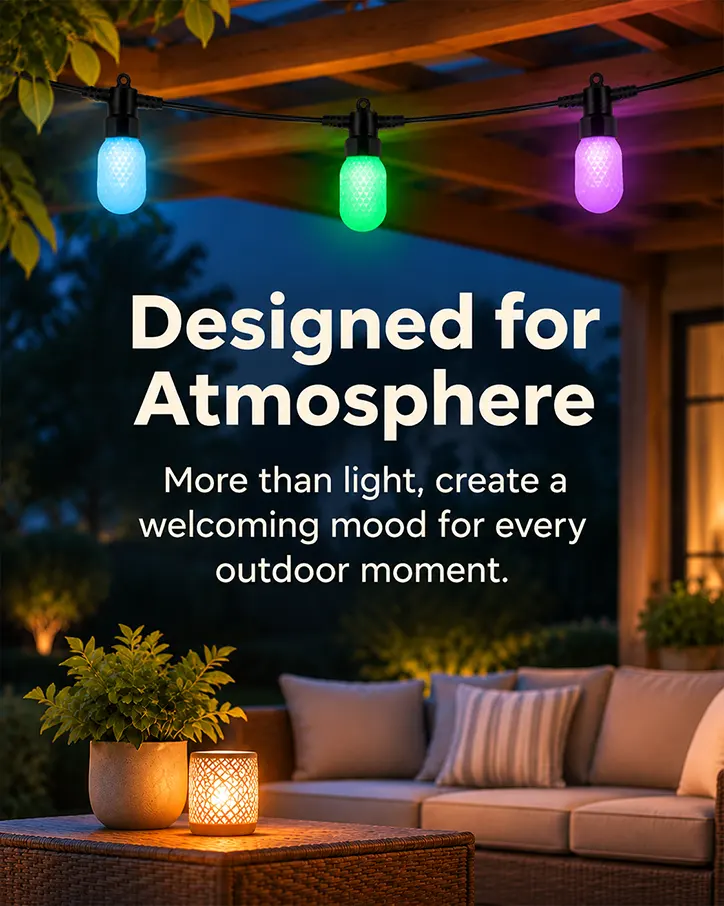 Designed for
Atmosphere
More than light, create a
welcoming mood for every
outdoor moment.